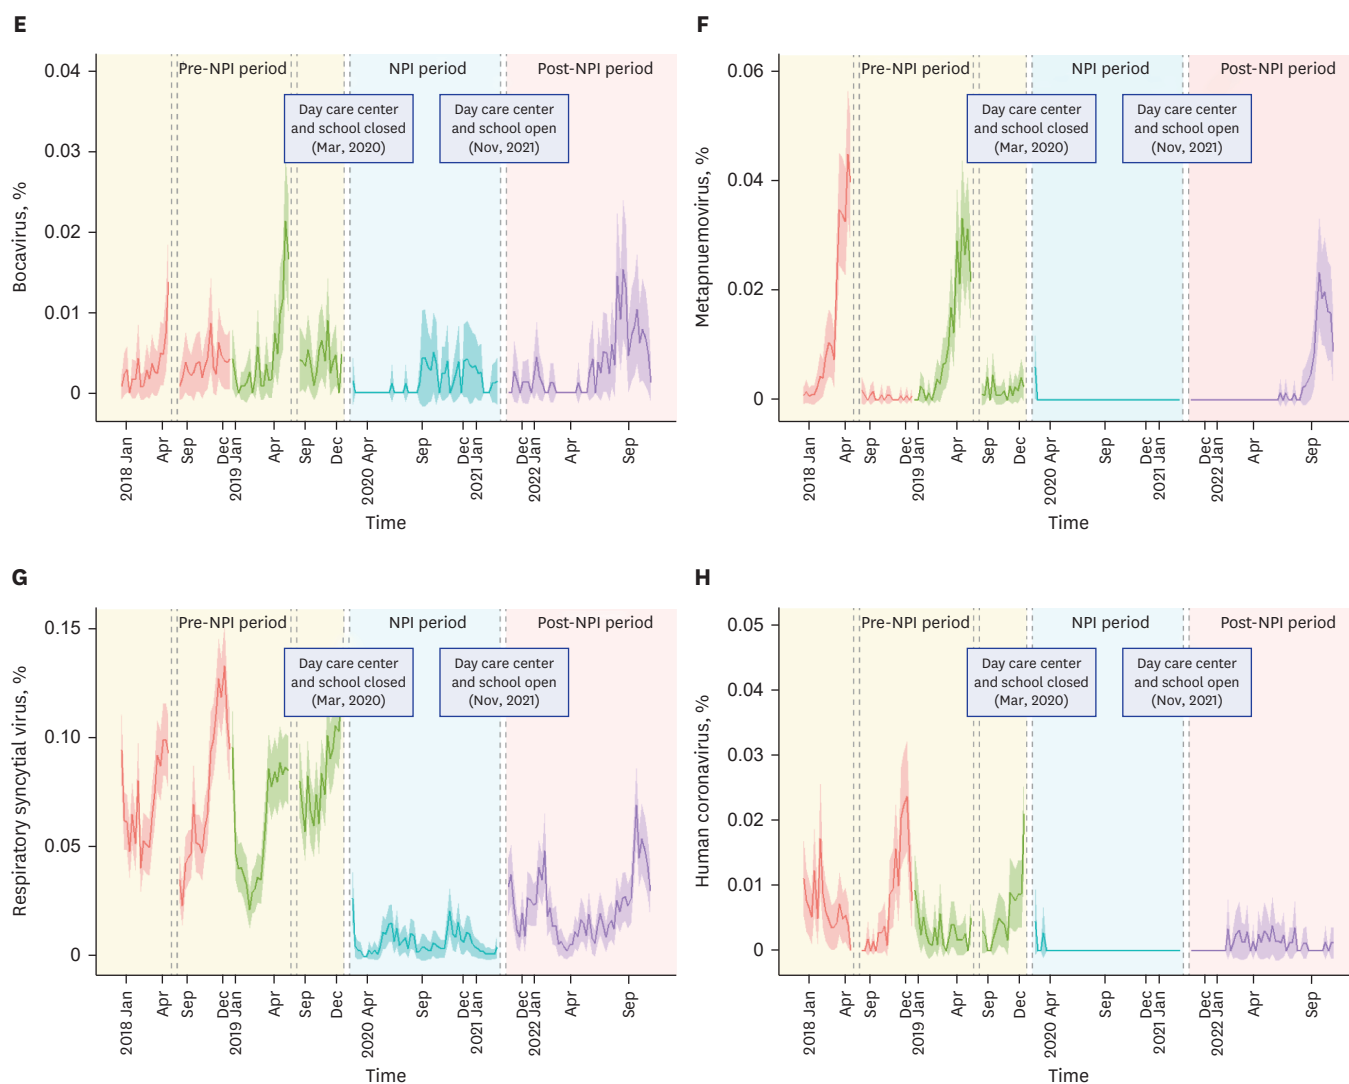 E
Bocavirus, %
0.04
0.03
0.02
0.01
0
Pre-NPI period
NPI period
Post-NPI period
Day care center
and school closed
(Mar, 2020)
Day care center
and school open
(Nov, 2021)
2018 Jan
Apr
Sep
Dec
2019 Jan
Apr
Sep
Dec
2020 Apr
Sep
Dec
2021 Jan
Dec
2022 Jan
Apr
Sep
Time
F
Metapnuemovirus, %
0.06
0.04
0.02
0
Pre-NPI period
NPI period
Post-NPI period
Day care center
and school closed
(Mar, 2020)
Day care center
and school open
(Nov, 2021)
2018 Jan
Apr
Sep
Dec
2019 Jan
Apr
Sep
Dec
2020 Apr
Sep
Dec
2021 Jan
Dec
2022 Jan
Apr
Sep
Time
G
Respiratory syncytial virus, %
0.15
0.10
0.05
0
Pre-NPI period
NPI period
Post-NPI period
Day care center
and school closed
(Mar, 2020)
Day care center
and school open
(Nov, 2021)
2018 Jan
Apr
Sep
Dec
2019 Jan
Apr
Sep
Dec
2020 Apr
Sep
Dec
2021 Jan
Dec
2022 Jan
Apr
Sep
Time
H
Human coronavirus, %
0.05
0.04
0.03
0.02
0.01
0
Pre-NPI period
NPI period
Post-NPI period
Day care center
and school closed
(Mar, 2020)
Day care center
and school open
(Nov, 2021)
2018 Jan
Apr
Sep
Dec
2019 Jan
Apr
Sep
Dec
2020 Apr
Sep
Dec
2021 Jan
Dec
2022 Jan
Apr
Sep
Time